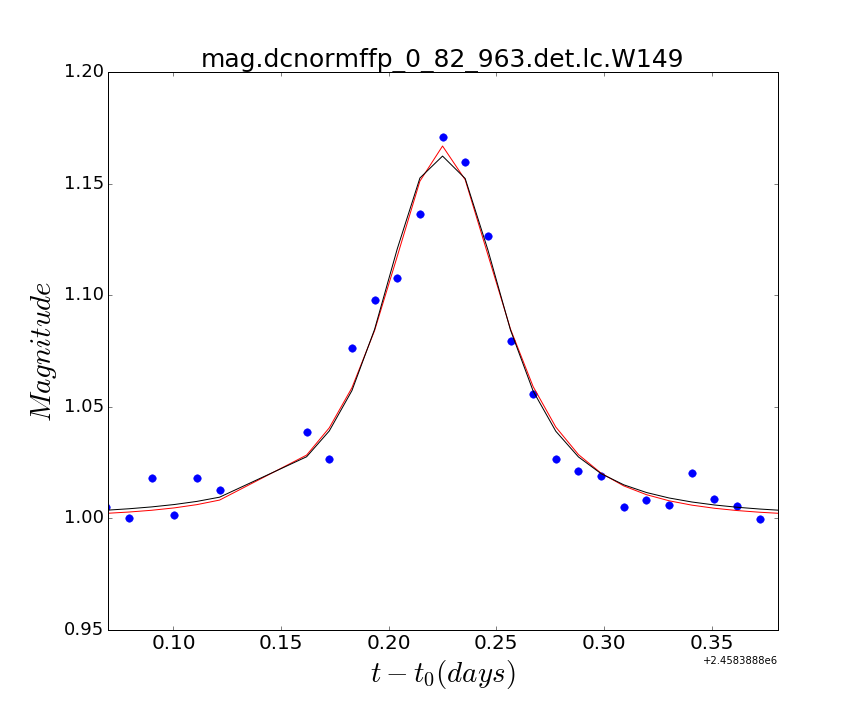 mag.dcnormffp_0_82_963.det.lc.W149
1.20
1.15
1.10
1.05
1.00
0.95
Magnitude
0.10 0.15 0.20 0.25 0.30 0.35
+2.4583888e6
t − t₀(days)